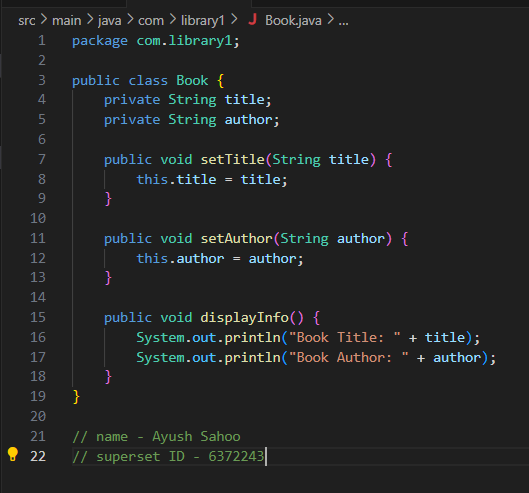 src > main > java > com > library1 > J Book.java > ...
1 package com.library1;
2
3 public class Book {
4     private String title;
5     private String author;
6
7     public void setTitle(String title) {
8         this.title = title;
9     }
10
11     public void setAuthor(String author) {
12         this.author = author;
13     }
14
15     public void displayInfo() {
16         System.out.println("Book Title: " + title);
17         System.out.println("Book Author: " + author);
18     }
19 }
20
21 // name - Ayush Sahoo
22 // superset ID - 6372243